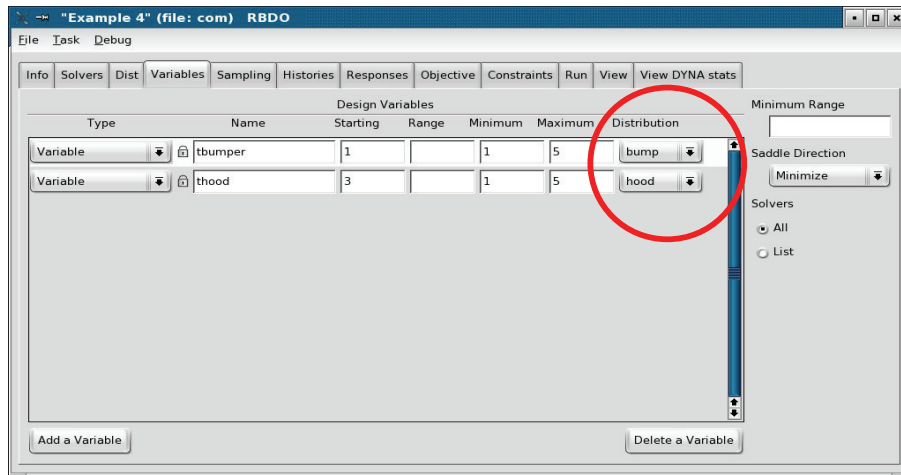 "Example 4" (file: com) RBDO
File Task Debug
Info Solvers Dist Variables Sampling Histories Responses Objective Constraints Run View View DYNA stats
Design Variables
Type Name Starting Range Minimum Maximum Distribution
Variable tbumper 1 1 5 bump
Variable thood 3 1 5 hood
Add a Variable Delete a Variable
Minimum Range
Saddle Direction
Minimize
Solvers
All
List